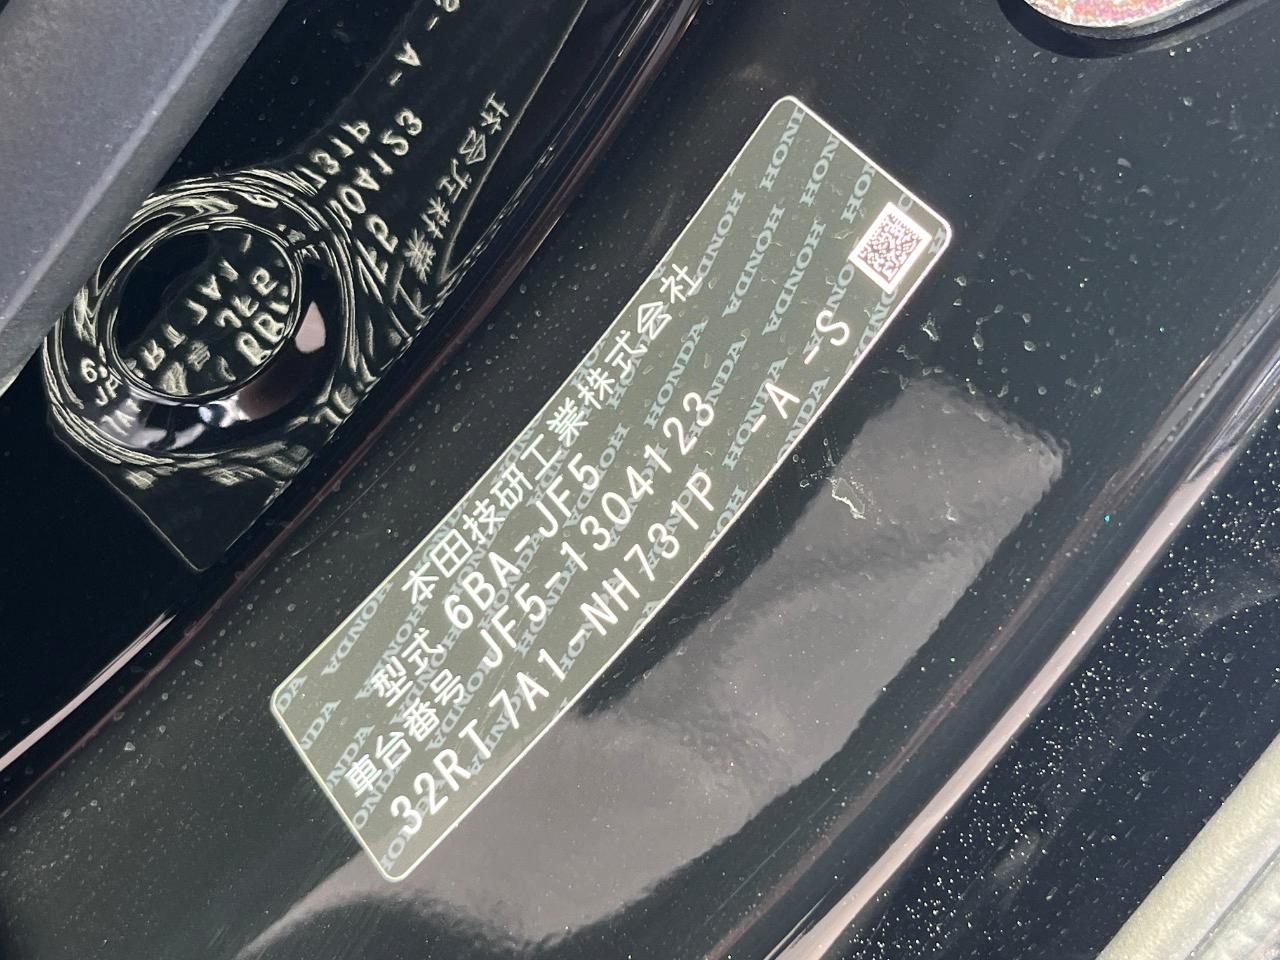 本田技研工業株式会社
型式 6BA-JF5
車台番号 JF5-1304123
32RT7A1 -NH731P -A -S
HONDA